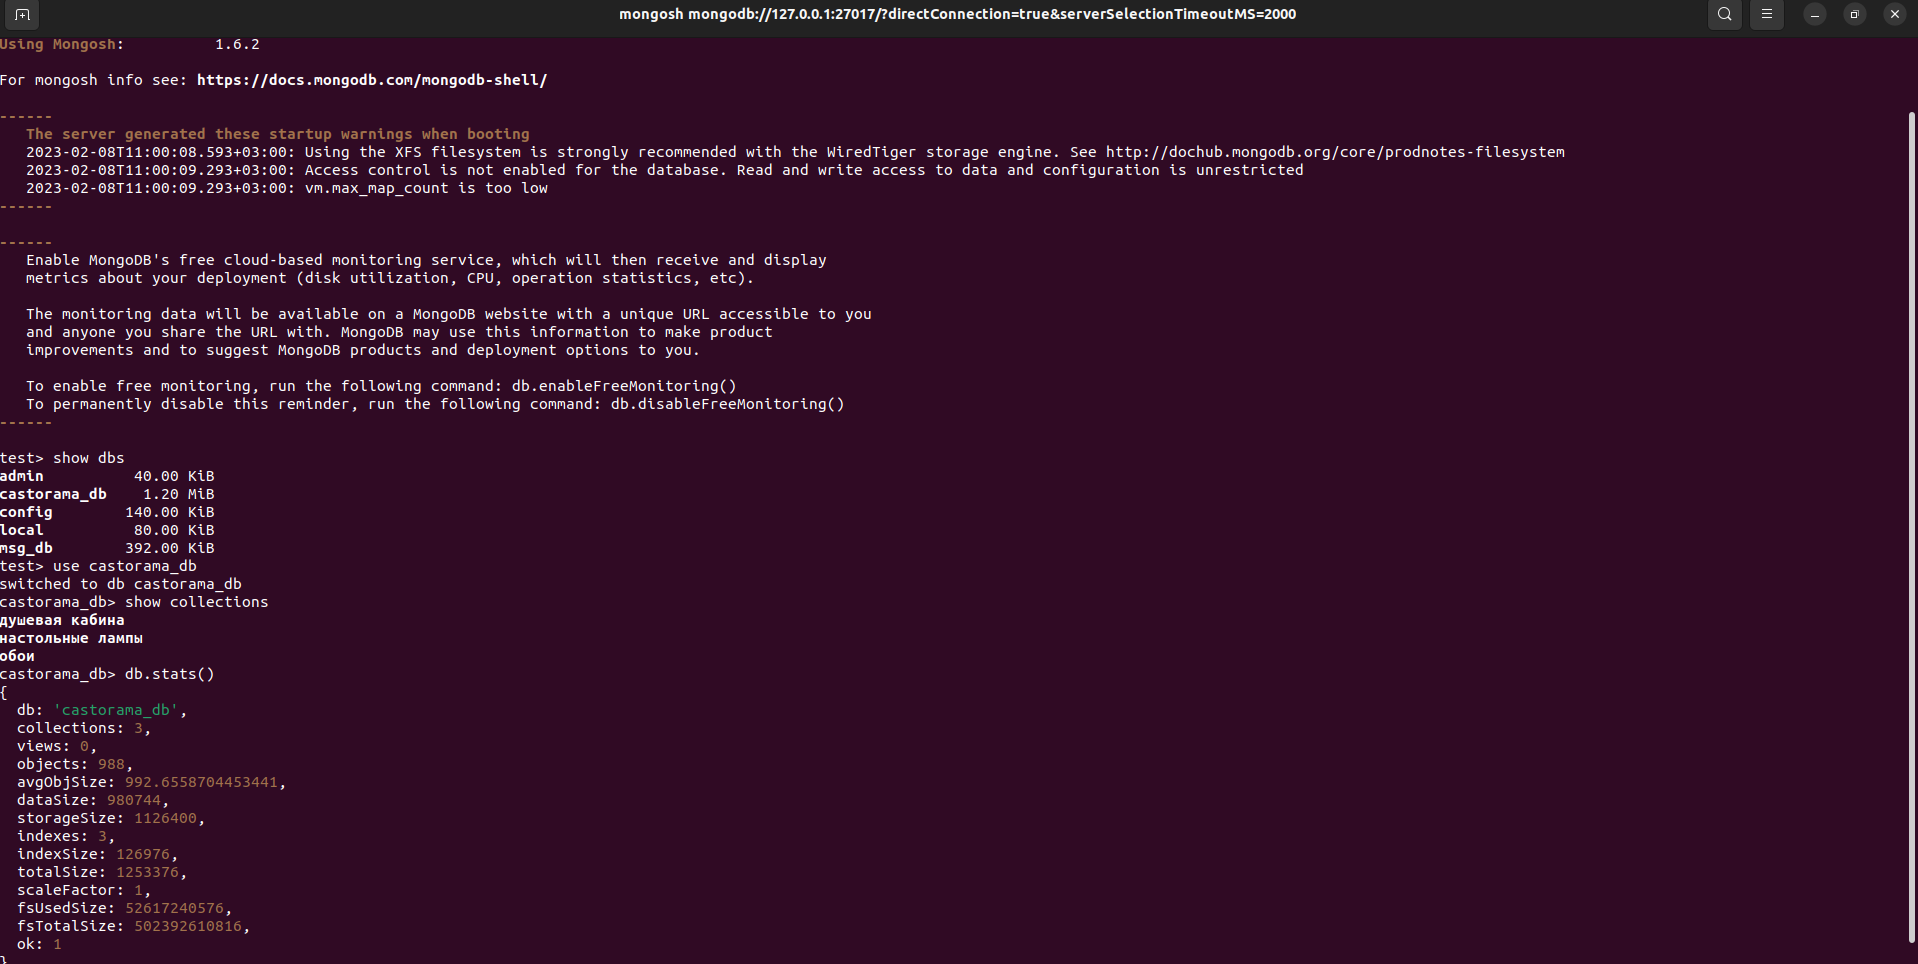 mongosh mongodb://127.0.0.1:27017/?directConnection=true&serverSelectionTimeoutMS=2000
Using Mongosh: 1.6.2
For mongosh info see: https://docs.mongodb.com/mongodb-shell/
------
The server generated these startup warnings when booting
2023-02-08T11:00:08.593+03:00: Using the XFS filesystem is strongly recommended with the WiredTiger storage engine. See http://dochub.mongodb.org/core/prodnotes-filesystem
2023-02-08T11:00:09.293+03:00: Access control is not enabled for the database. Read and write access to data and configuration is unrestricted
2023-02-08T11:00:09.293+03:00: vm.max_map_count is too low
------
------
Enable MongoDB's free cloud-based monitoring service, which will then receive and display
metrics about your deployment (disk utilization, CPU, operation statistics, etc).
The monitoring data will be available on a MongoDB website with a unique URL accessible to you
and anyone you share the URL with. MongoDB may use this information to make product
improvements and to suggest MongoDB products and deployment options to you.
To enable free monitoring, run the following command: db.enableFreeMonitoring()
To permanently disable this reminder, run the following command: db.disableFreeMonitoring()
------
test> show dbs
admin 40.00 KiB
castorama_db 1.20 MiB
config 140.00 KiB
local 80.00 KiB
msg_db 392.00 KiB
test> use castorama_db
switched to db castorama_db
castorama_db> show collections
душевая кабина
настольные лампы
обои
castorama_db> db.stats()
{
db: 'castorama_db',
collections: 3,
views: 0,
objects: 988,
avgObjSize: 992.6558704453441,
dataSize: 980744,
storageSize: 1126400,
indexes: 3,
indexSize: 126976,
totalSize: 1253376,
scaleFactor: 1,
fsUsedSize: 52617240576,
fsTotalSize: 502392610816,
ok: 1
}